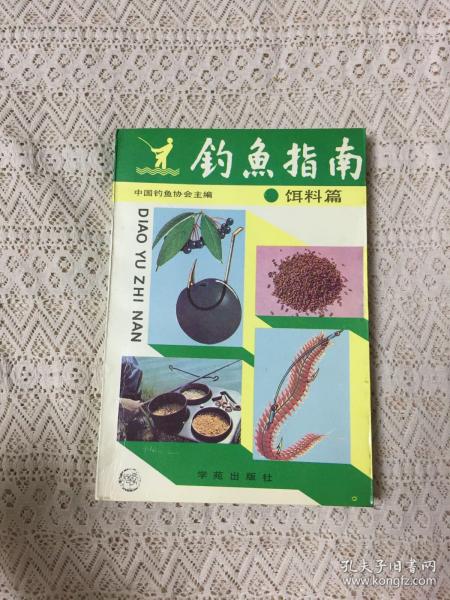 钓魚指南
中国钓鱼协会主编
●饵料篇
DIAO YU ZHI NAN
学苑出版社
孔夫子旧书网
www.kongfz.com